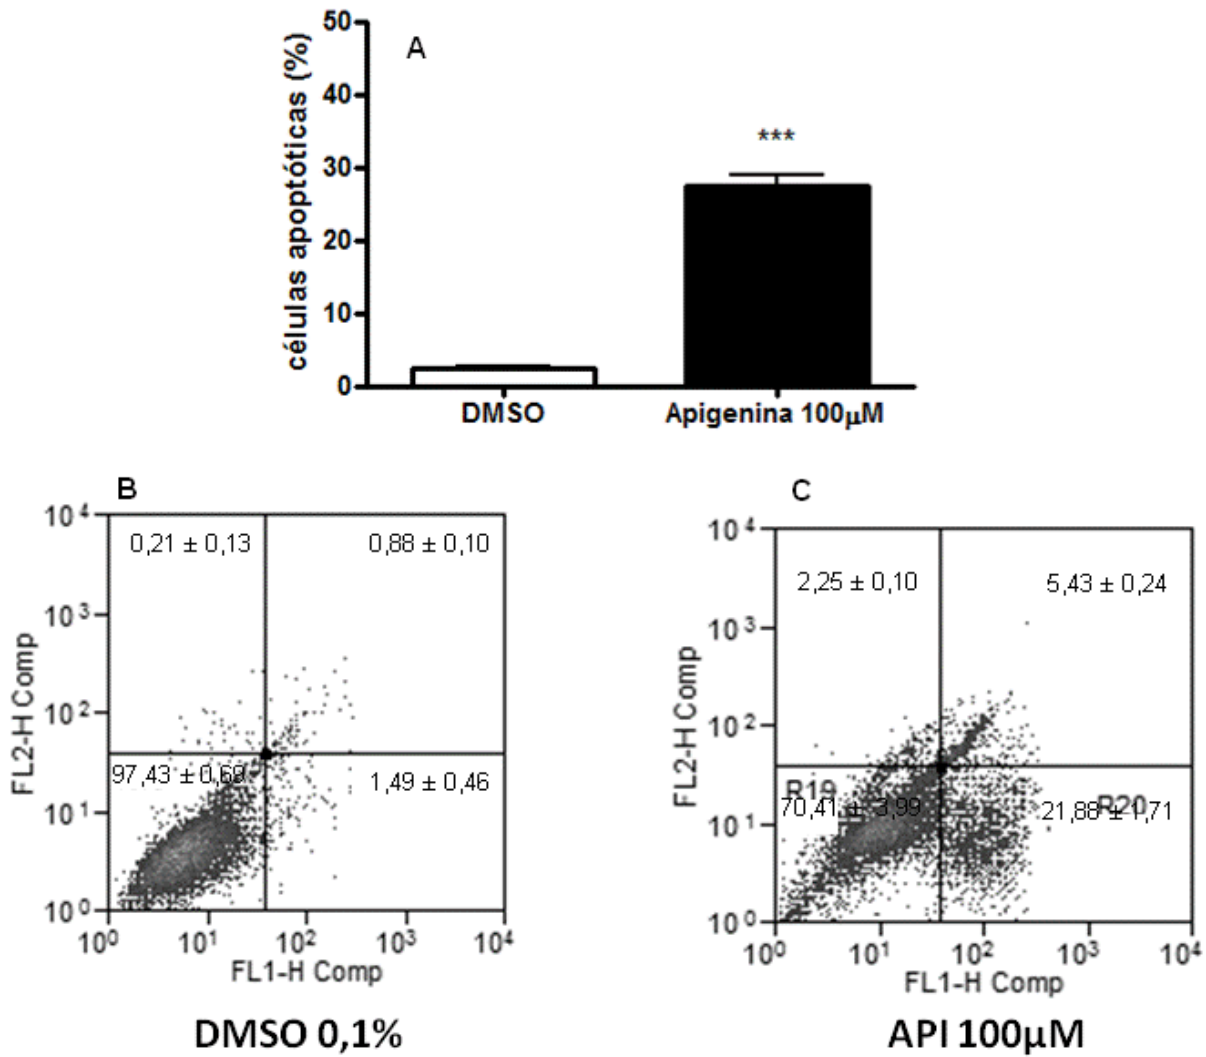 A
células apoptóticas (%)
50
40
30
20
10
0
***
DMSO
Apigenina 100µM
B
FL2-H Comp
10⁴
10³
10²
10¹
10⁰
0,21 ± 0,13
0,88 ± 0,10
97,43 ± 0,69
1,49 ± 0,46
10⁰ 10¹ 10² 10³ 10⁴
FL1-H Comp
DMSO 0,1%
C
FL2-H Comp
10⁴
10³
10²
10¹
10⁰
2,25 ± 0,10
5,43 ± 0,24
R19
70,41 ± 3,99
R20
21,88 ± 1,71
10⁰ 10¹ 10² 10³ 10⁴
FL1-H Comp
API 100µM